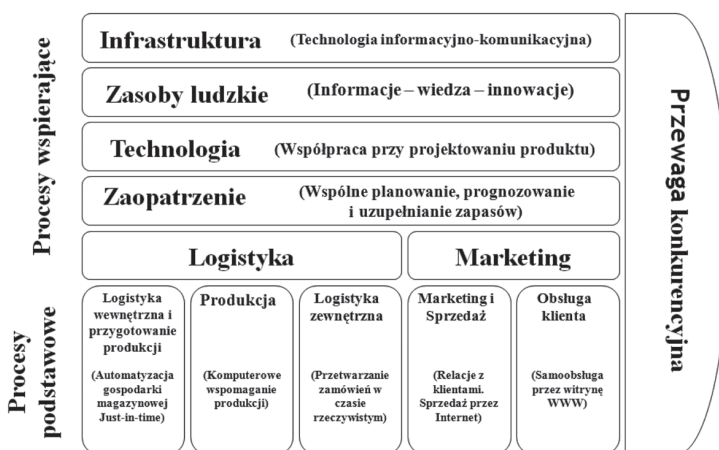 Procesy wspierające
Infrastruktura (Technologia informacyjno-komunikacyjna)
Zasoby ludzkie (Informacje – wiedza – innowacje)
Technologia (Współpraca przy projektowaniu produktu)
Zaopatrzenie (Wspólne planowanie, prognozowanie
i uzupełnianie zapasów)
Logistyka
Marketing
Procesy
podstawowe
Logistyka
wewnętrzna i
przygotowanie
produkcji
(Automatyzacja
gospodarki
magazynowej
Just-in-time)
Produkcja
(Komputerowe
wspomaganie
produkcji)
Logistyka
zewnętrzna
(Przetwarzanie
zamówień w
czasie
rzeczywistym)
Marketing i
Sprzedaż
(Relacje z
klientami.
Sprzedaż przez
Internet)
Obsługa
klienta
(Samoobsługa
przez witrynę
WWW)
Przewaga konkurencyjna